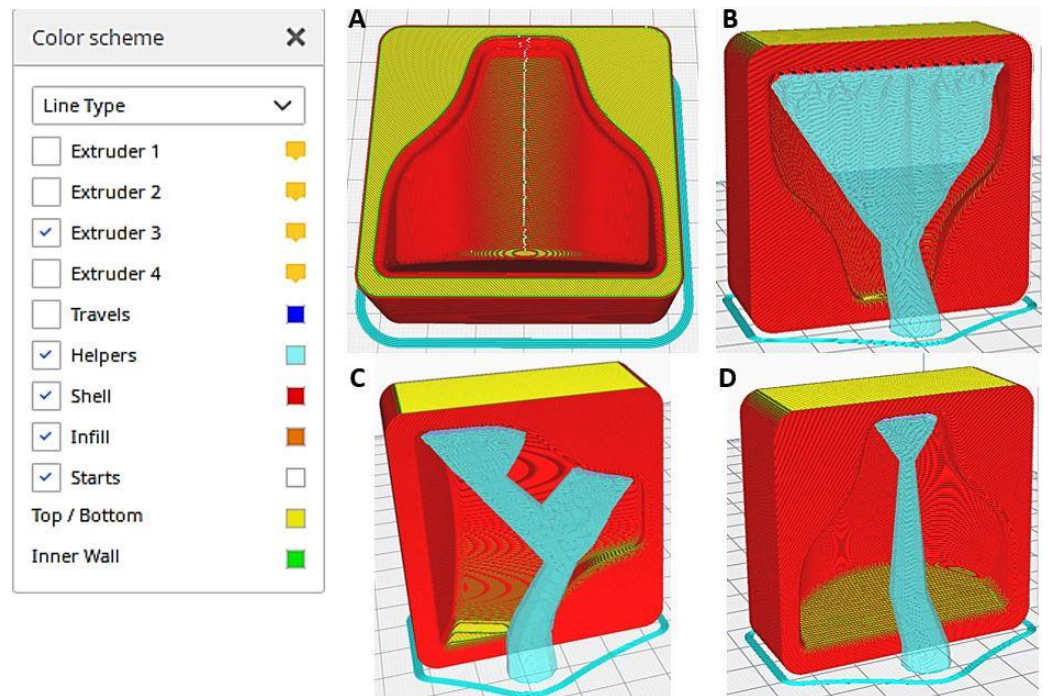 Color scheme
Line Type
Extruder 1
Extruder 2
Extruder 3
Extruder 4
Travels
Helpers
Shell
Infill
Starts
Top / Bottom
Inner Wall
A
B
C
D